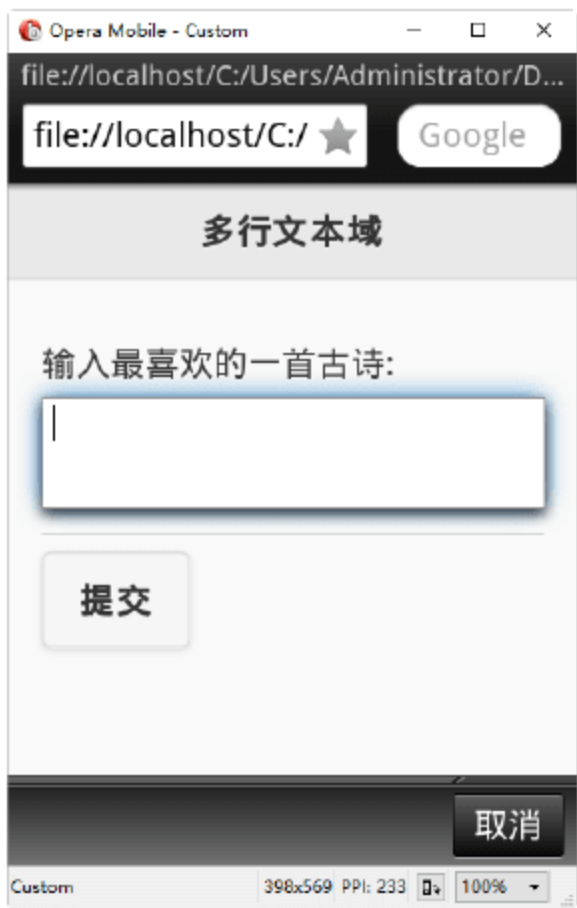 Opera Mobile - Custom
file://localhost/C:/Users/Administrator/D...
file://localhost/C:/ Google
多行文本域
输入最喜欢的一首古诗:
提交
取消
Custom 398x569 PPI: 233 100%